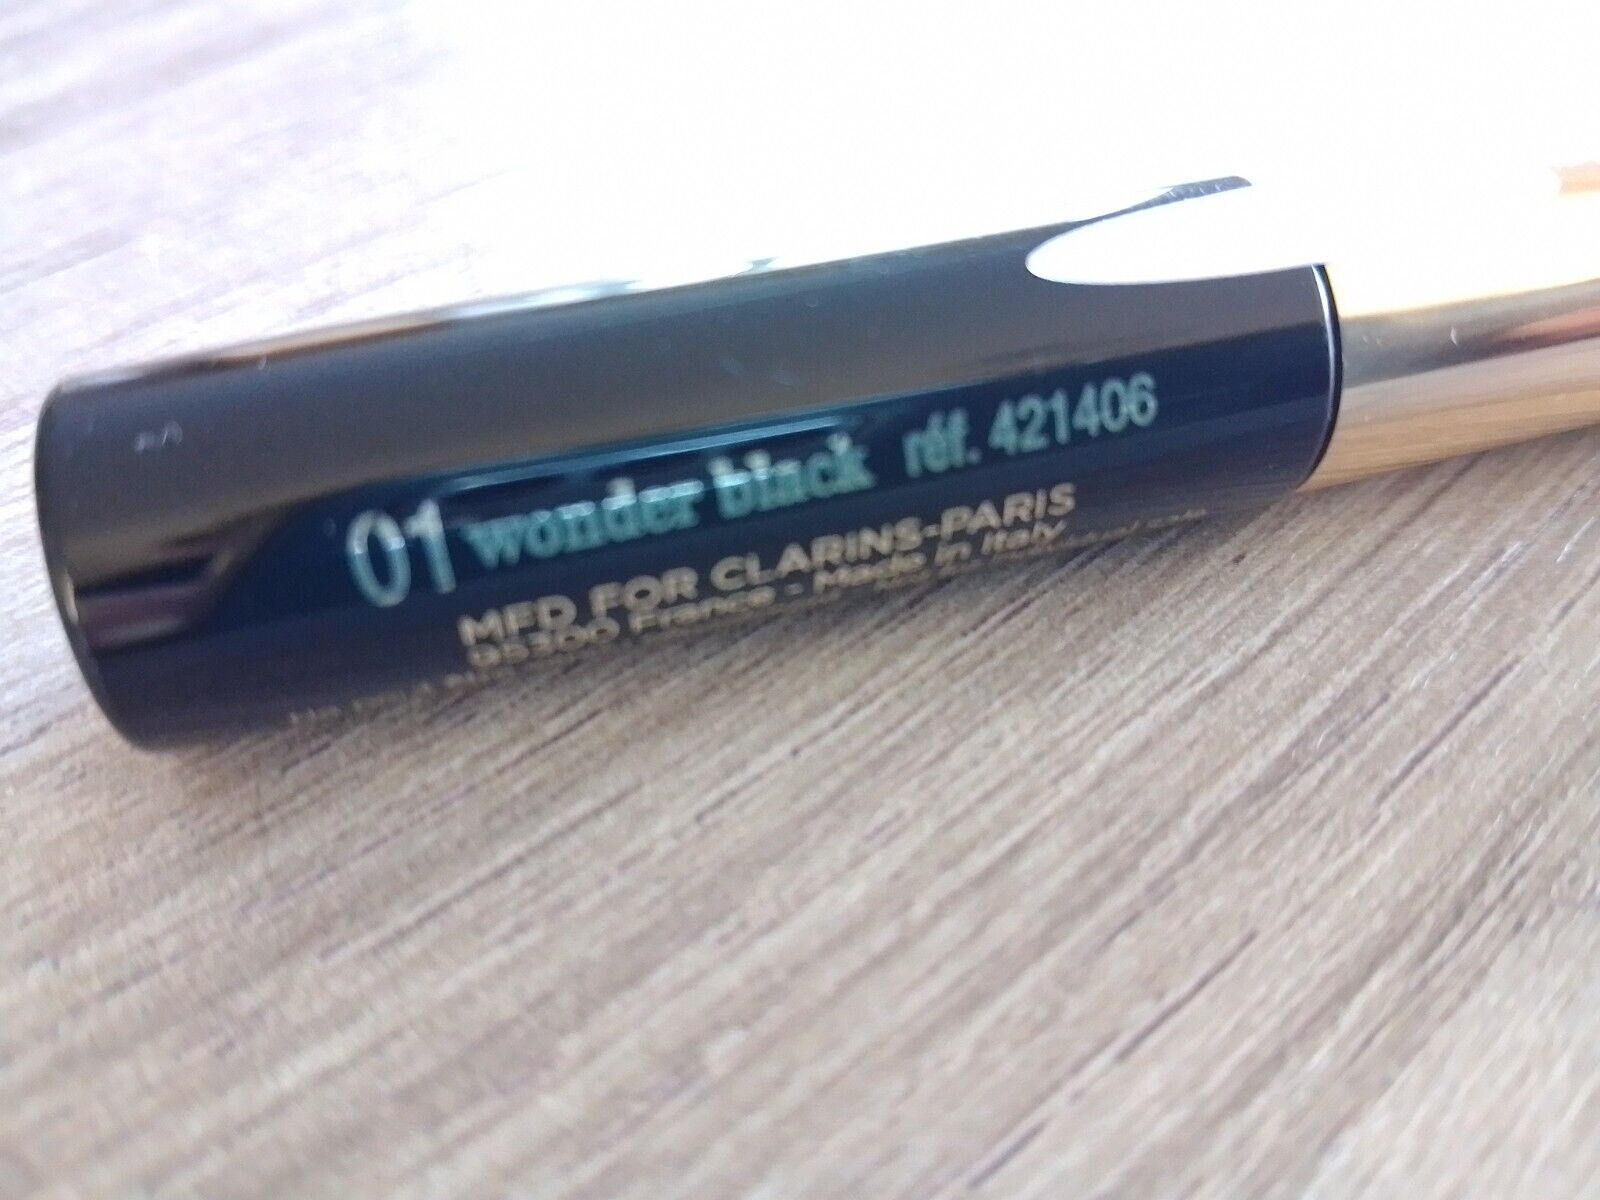 01 wonder black réf. 421406
MFD FOR CLARINS-PARIS
95300 France - Made in Italy